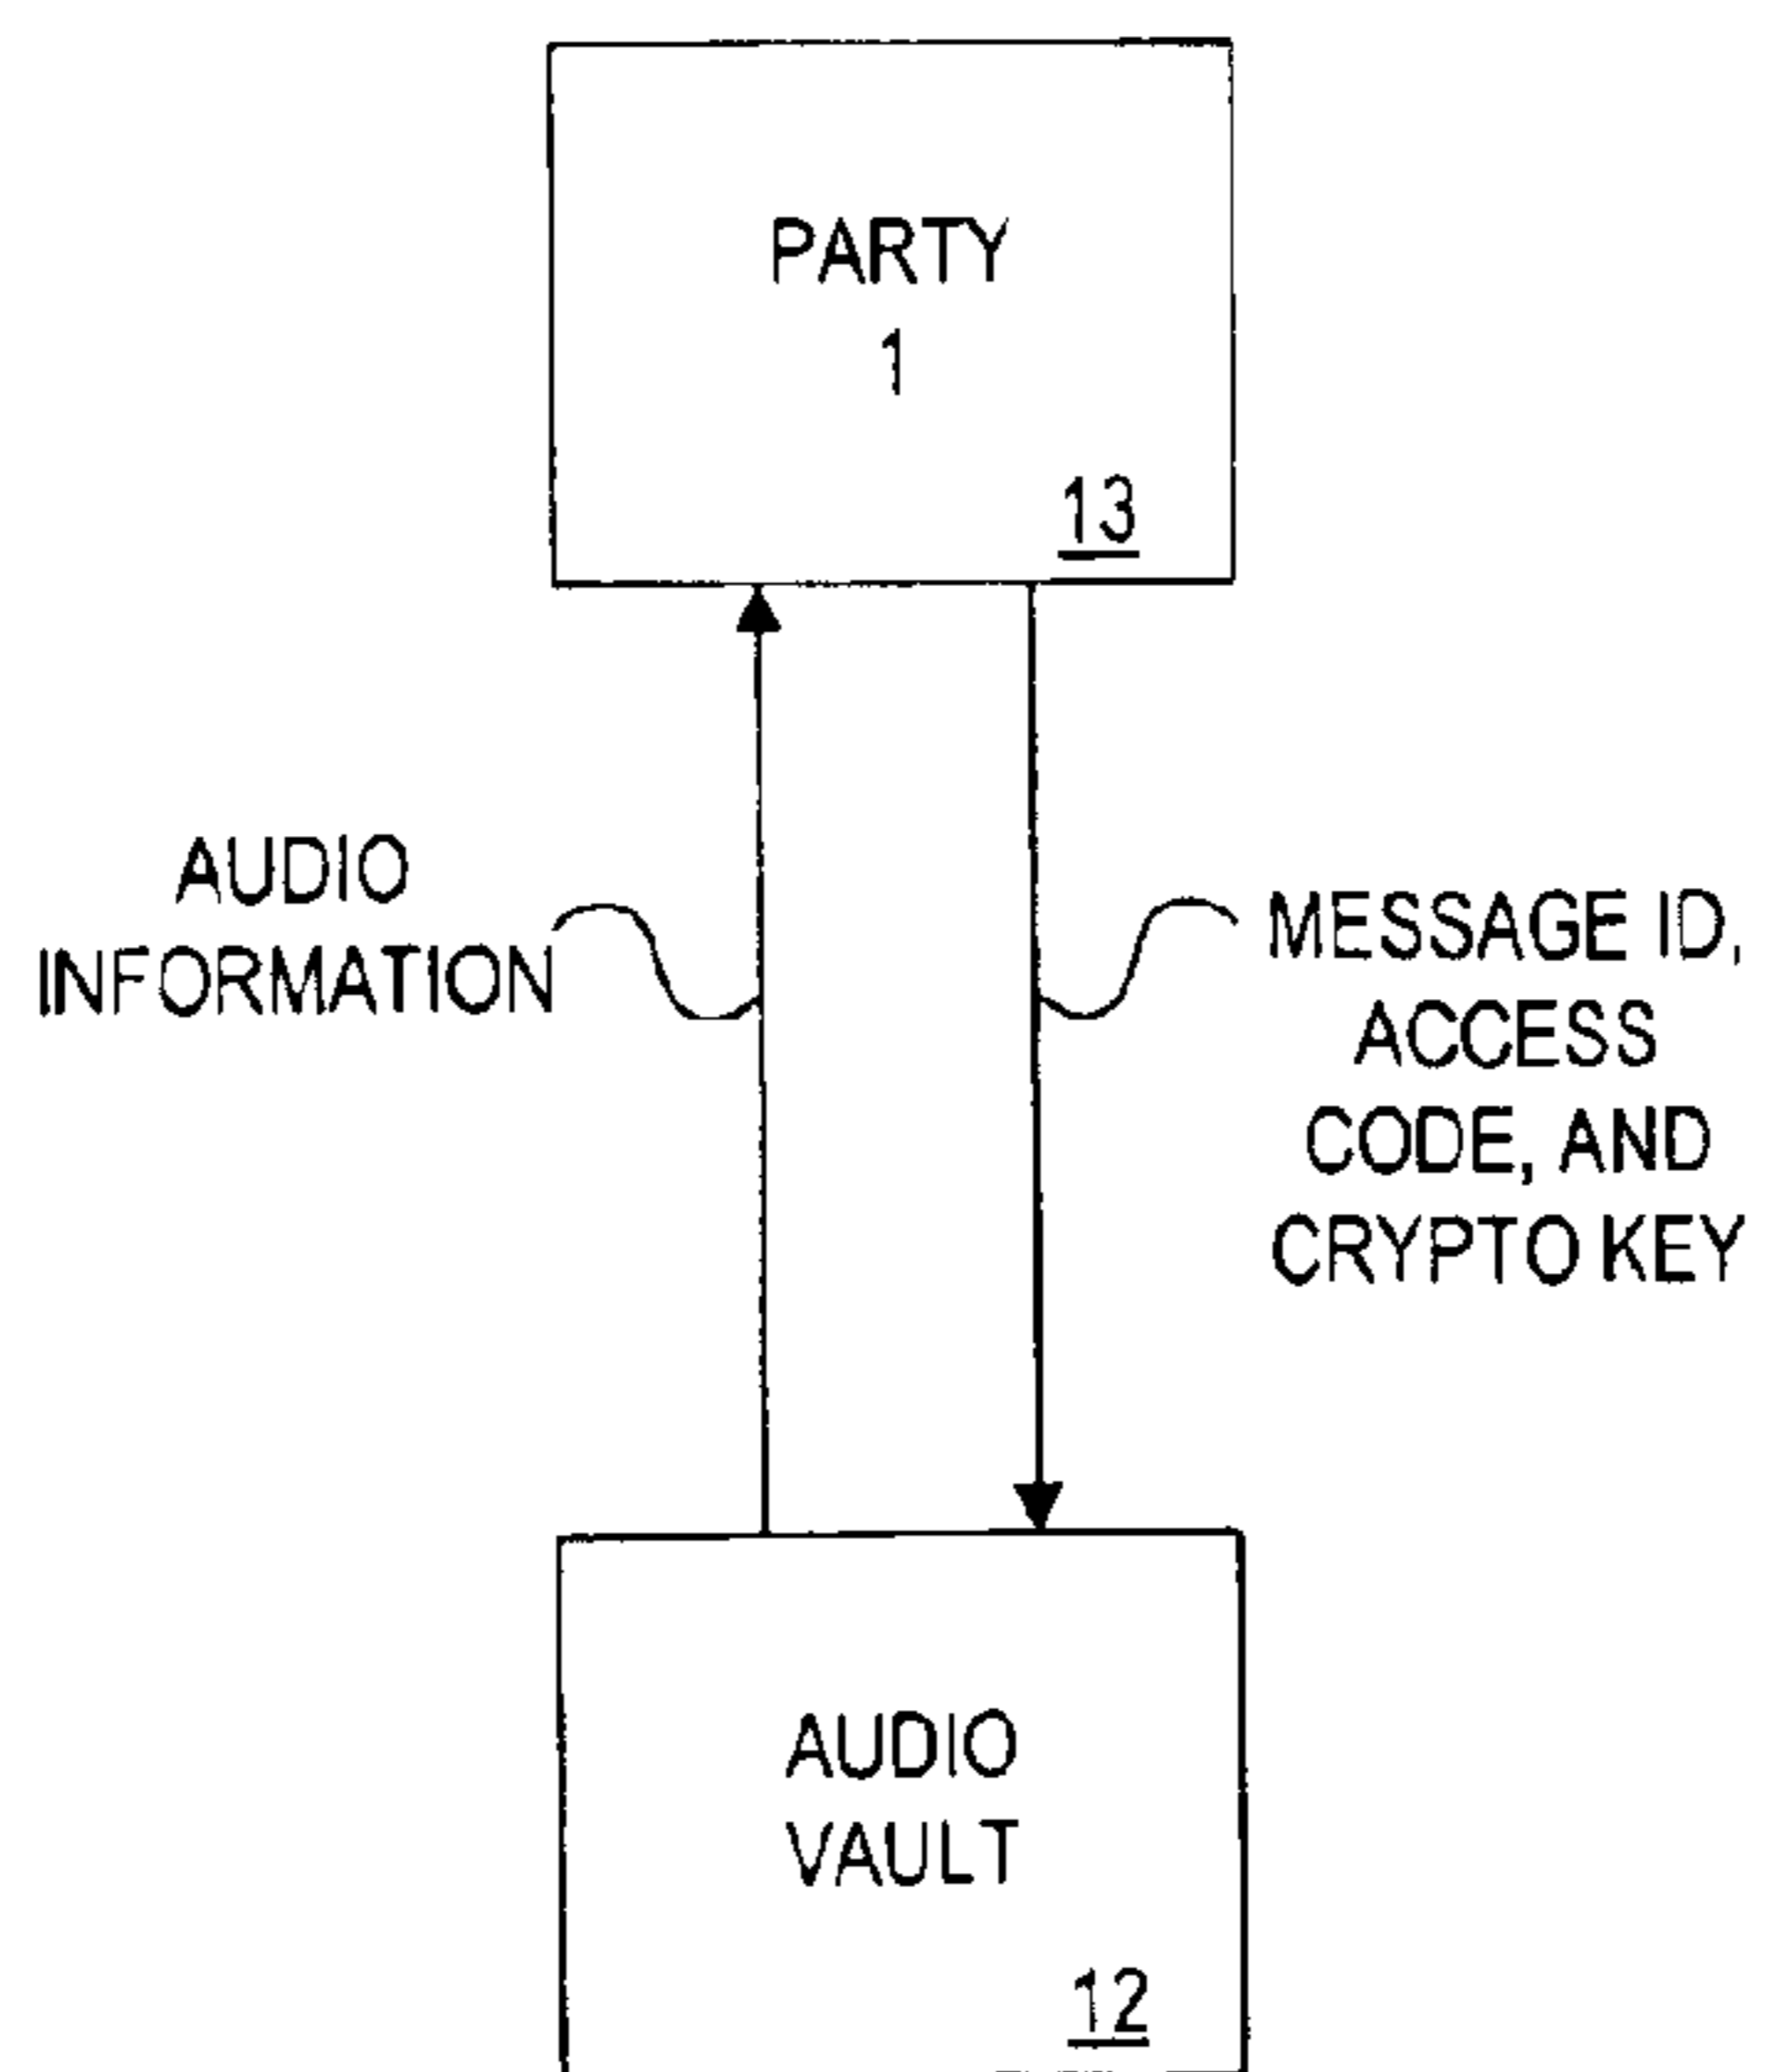 PARTY
1
13
AUDIO
INFORMATION
MESSAGE ID,
ACCESS
CODE, AND
CRYPTO KEY
AUDIO
VAULT
12